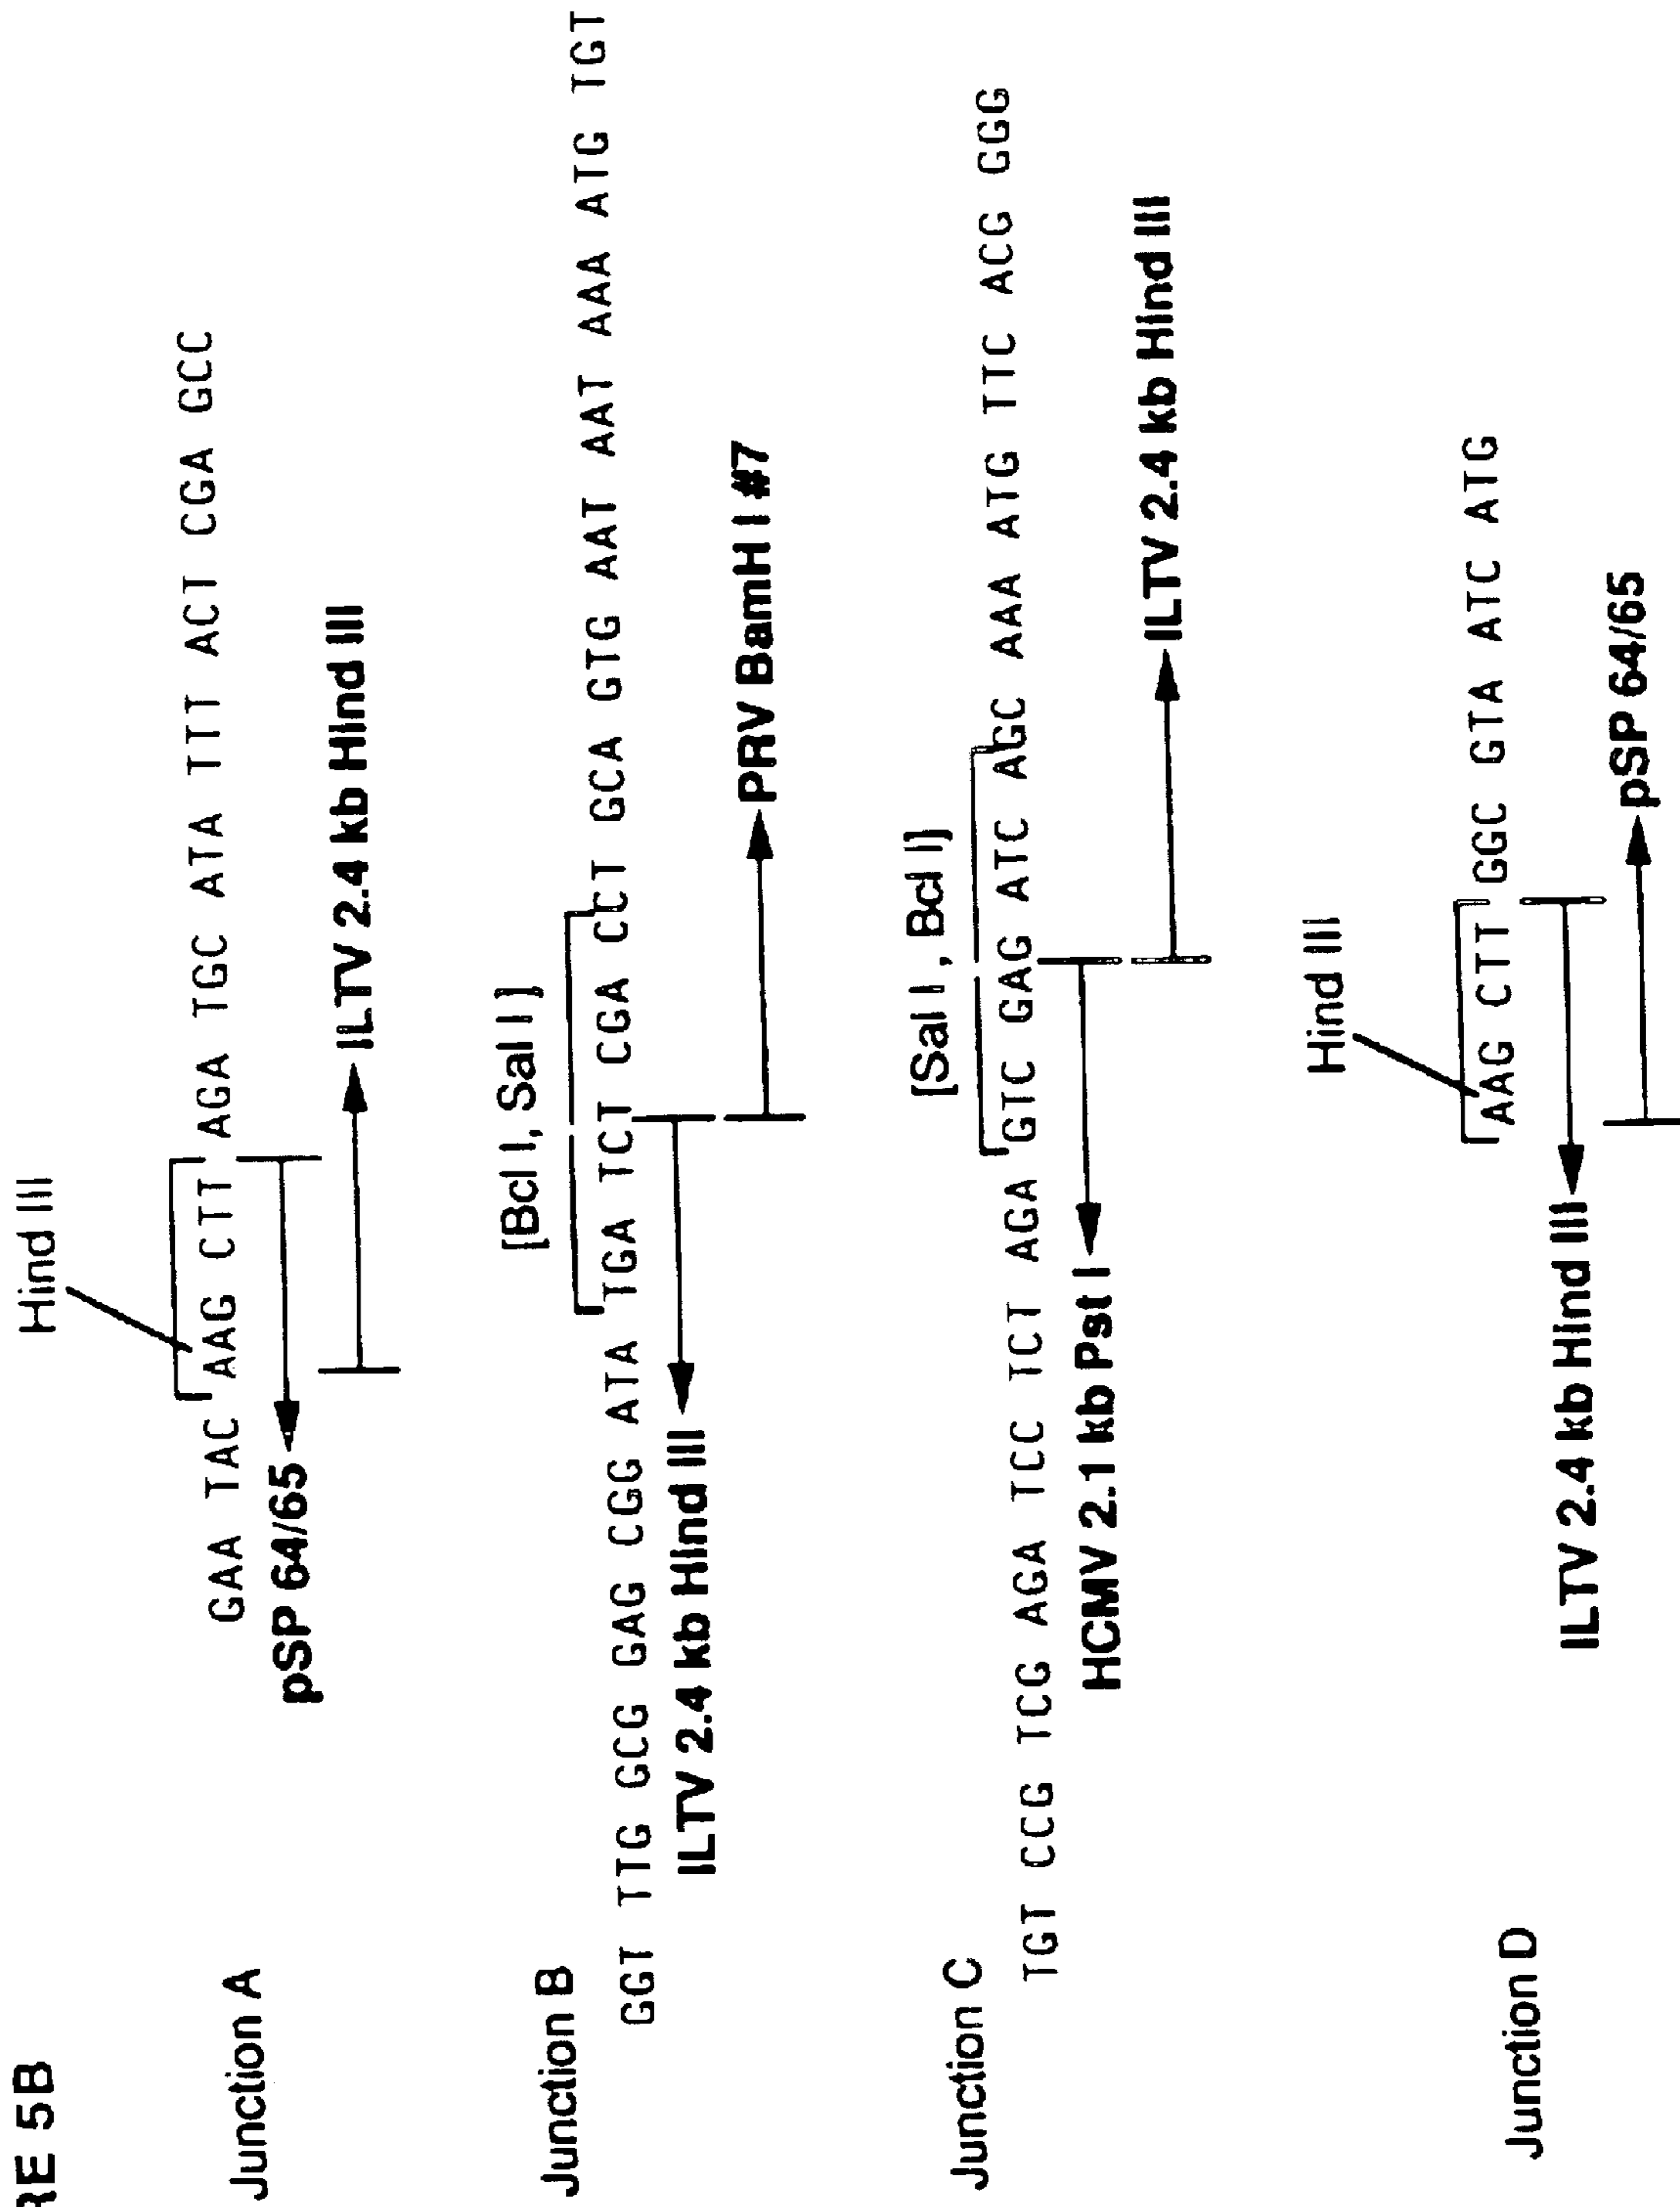 RE 5B
Hind III
Junction A
GAA TAC AAG CTT AGA TGC ATA TTT ACT CGA GCC
pSP 64/65
ILTV 2.4 kb Hind III
[Bcl I, Sal I]
Junction B
GGT TTG GCG GAG CGG ATA TGA TCT CGA CCT GCA GTG AAT AAT AAA ATG TGT
ILTV 2.4 kb Hind III
PRV BamH I #7
[Sal I, Bcl I]
Junction C
TGT CCG TCG AGA TCC TCT AGA GTC GAG ATC AGC AAA ATG TTC ACG GGG
HCMV 2.1 kb Pst I
ILTV 2.4 kb Hind III
Hind III
Junction D
AAG CTT GGC GTA ATC ATG
ILTV 2.4 kb Hind III
pSP 64/65